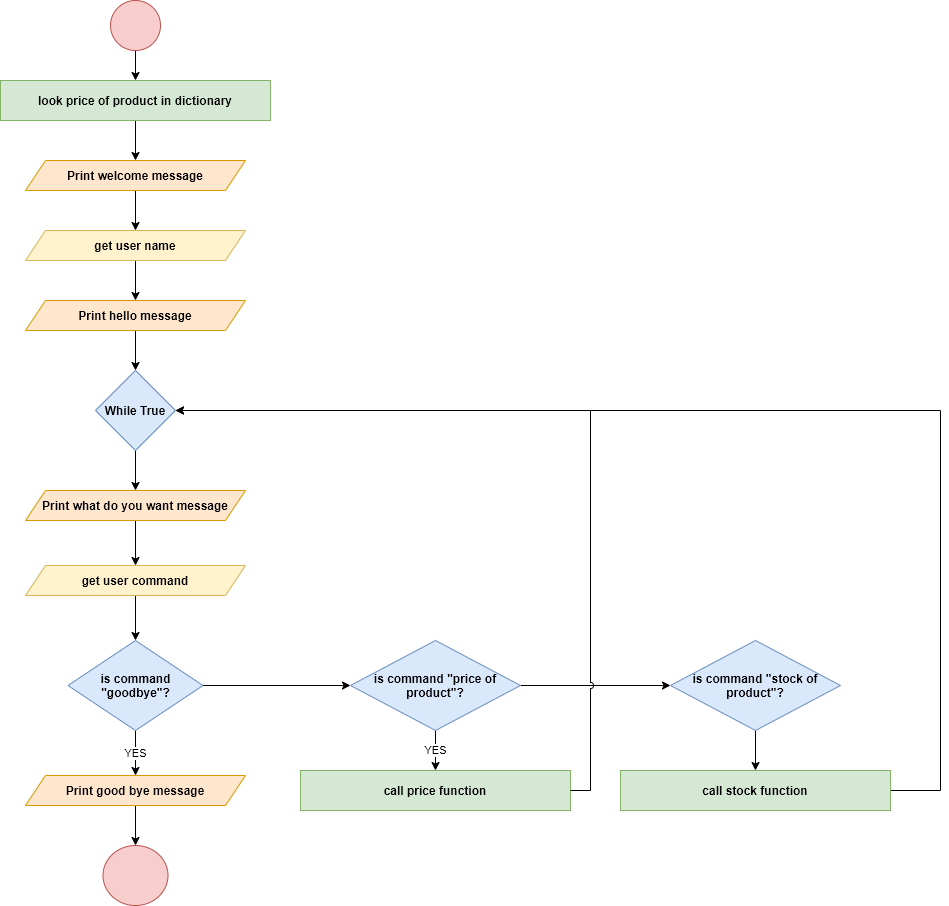 look price of product in dictionary
Print welcome message
get user name
Print hello message
While True
Print what do you want message
get user command
is command
"goodbye"?
is command "price of
product"?
is command "stock of
product"?
YES
YES
Print good bye message
call price function
call stock function